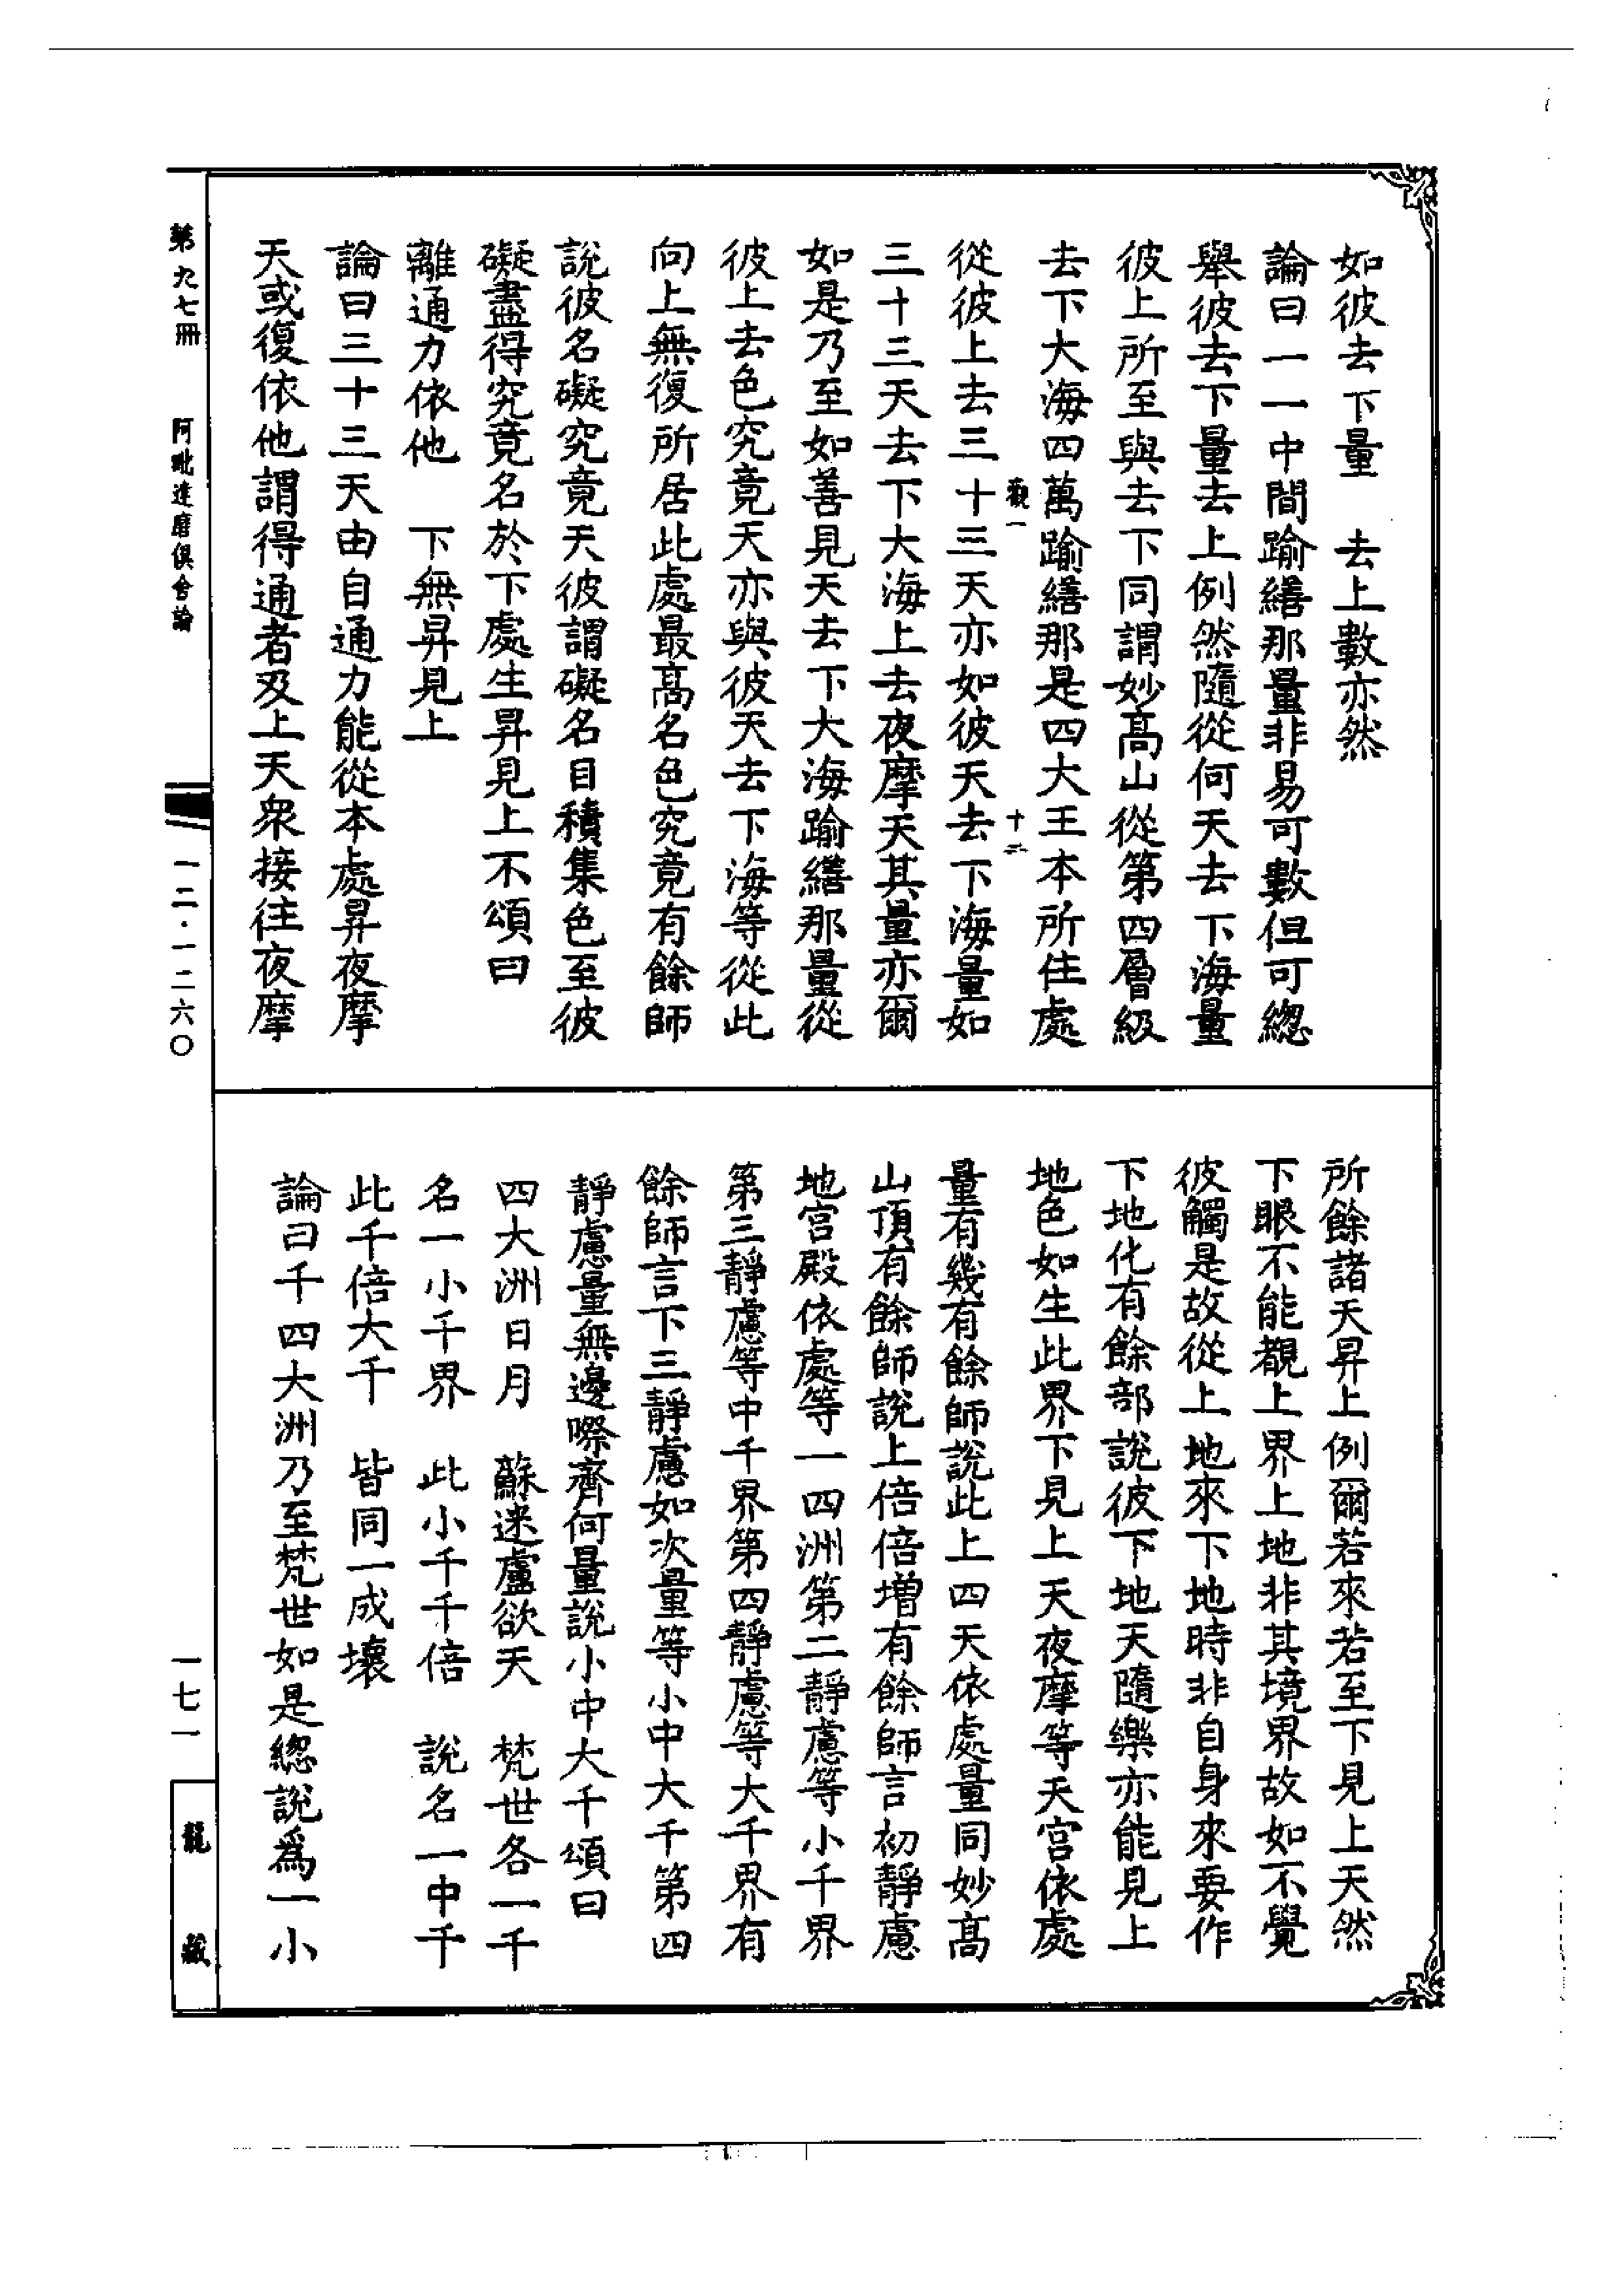 如彼去下量　去上數亦然
論曰一一中間踰繕那量非易可數但可總
舉彼去下量去上例然隨從何天去下海量
彼上所至與去下同謂妙高山從第四層級
去下大海四萬踰繕那是四大王本所住處
觀一
十二
從彼上去三十三天亦如彼天去下海量如
三十三天去下大海上去夜摩天其量亦爾
如是乃至如善見天去下大海踰繕那量從
彼上去色究竟天亦與彼天去下海等從此
向上無復所居此處最高名色究竟有餘師
說彼名礙究竟天彼謂礙名目積集色至彼
礙盡得究竟名於下處生昇見上不頌曰
離通力依他　下無昇見上
論曰三十三天由自通力能從本處昇夜摩
天或復依他謂得通者及上天衆接往夜摩
所餘諸天昇上例爾若來若至下見上天然
下眼不能覩上界上地非其境界故如不覺
彼觸是故從上地來下地時非自身來要作
下地化有餘部說彼下地天隨樂亦能見上
地色如生此界下見上天夜摩等天宮依處
量有幾有餘師說此上四天依處量同妙高
山頂有餘師說上倍倍增有餘師言初靜慮
地宮殿依處等一四洲第二靜慮等小千界
第三靜慮等中千界第四靜慮等大千界有
餘師言下三靜慮如次量等小中大千第四
靜慮量無邊際齊何量說小中大千頌曰
四大洲日月　蘇迷盧欲天　梵世各一千
名一小千界　此小千千倍　說名一中千
此千倍大千　皆同一成壞
論曰千四大洲乃至梵世如是總說爲一小
第九七冊　阿毗達磨俱舍論
一二·一二六〇
一七一
龍藏